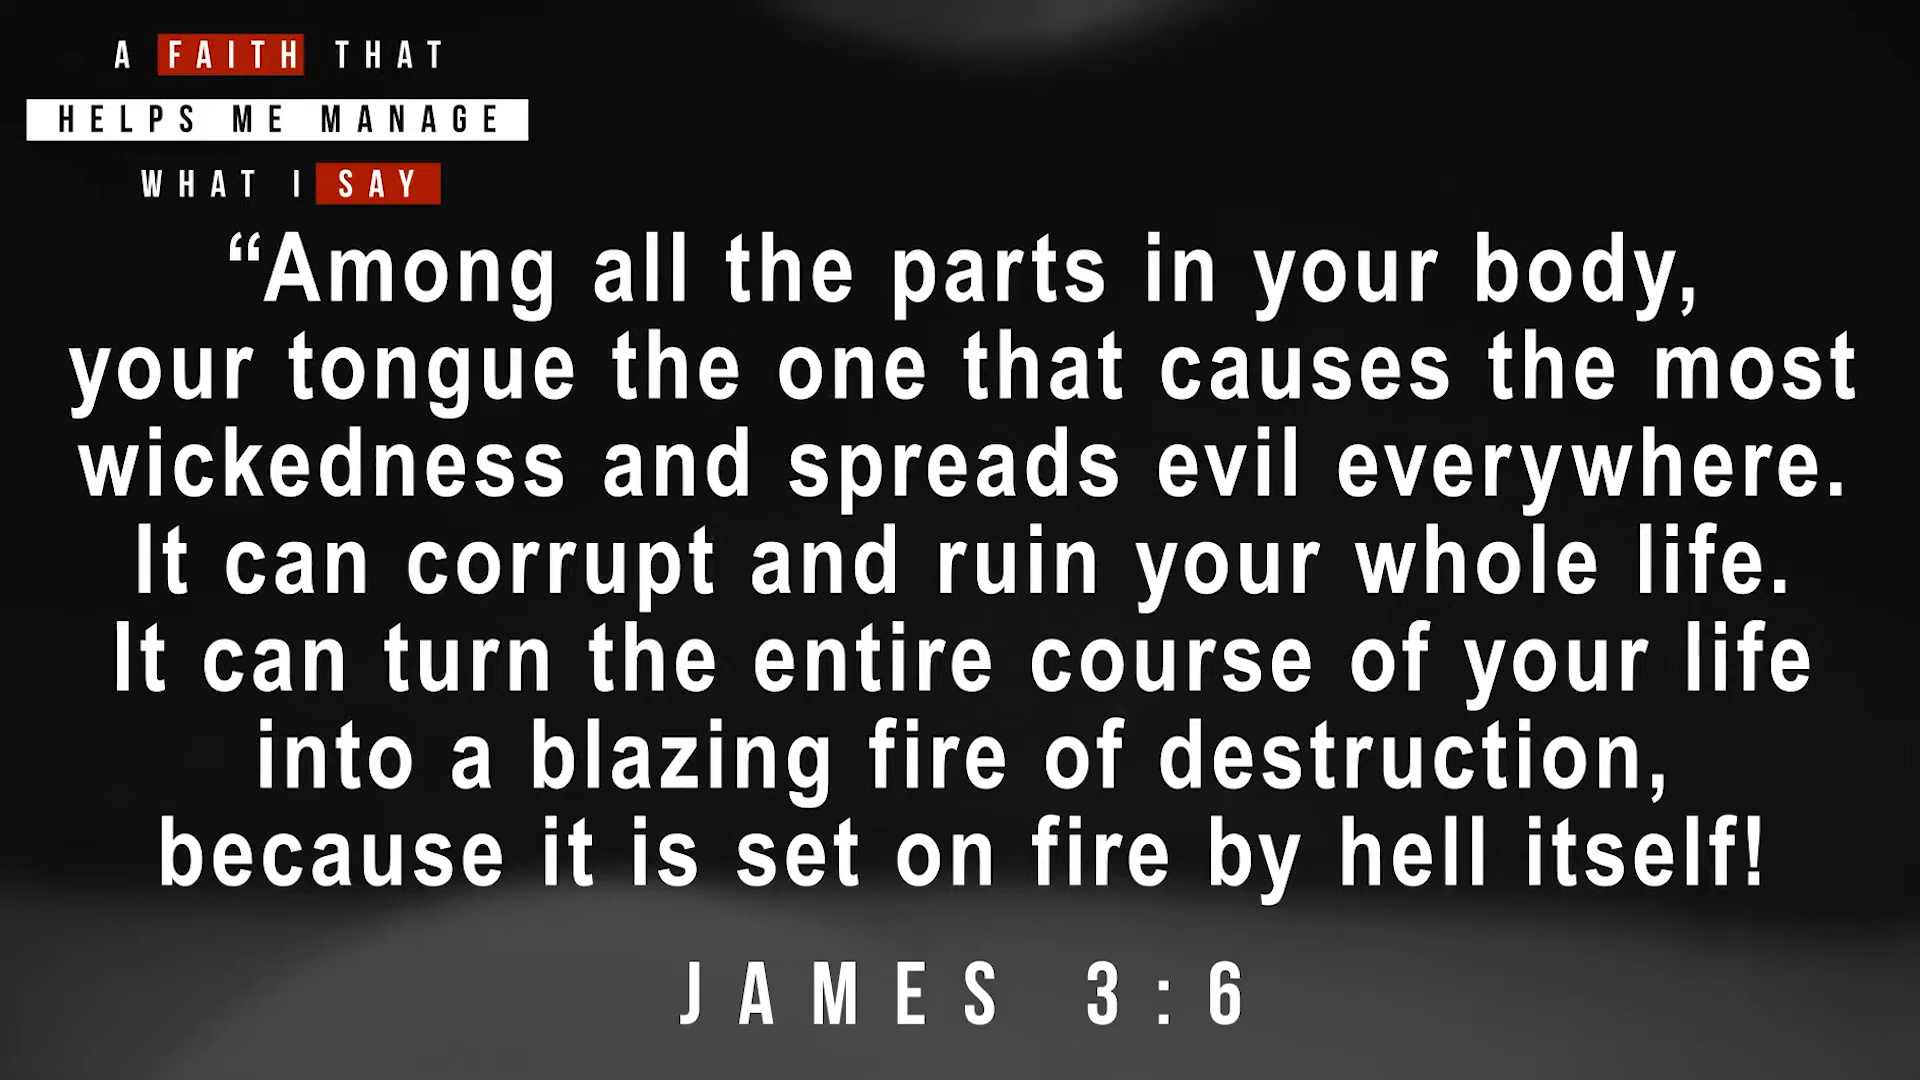 A FAITH THAT
HELPS ME MANAGE
WHAT I SAY
“Among all the parts in your body,
your tongue the one that causes the most
wickedness and spreads evil everywhere.
It can corrupt and ruin your whole life.
It can turn the entire course of your life
into a blazing fire of destruction,
because it is set on fire by hell itself!
JAMES 3:6